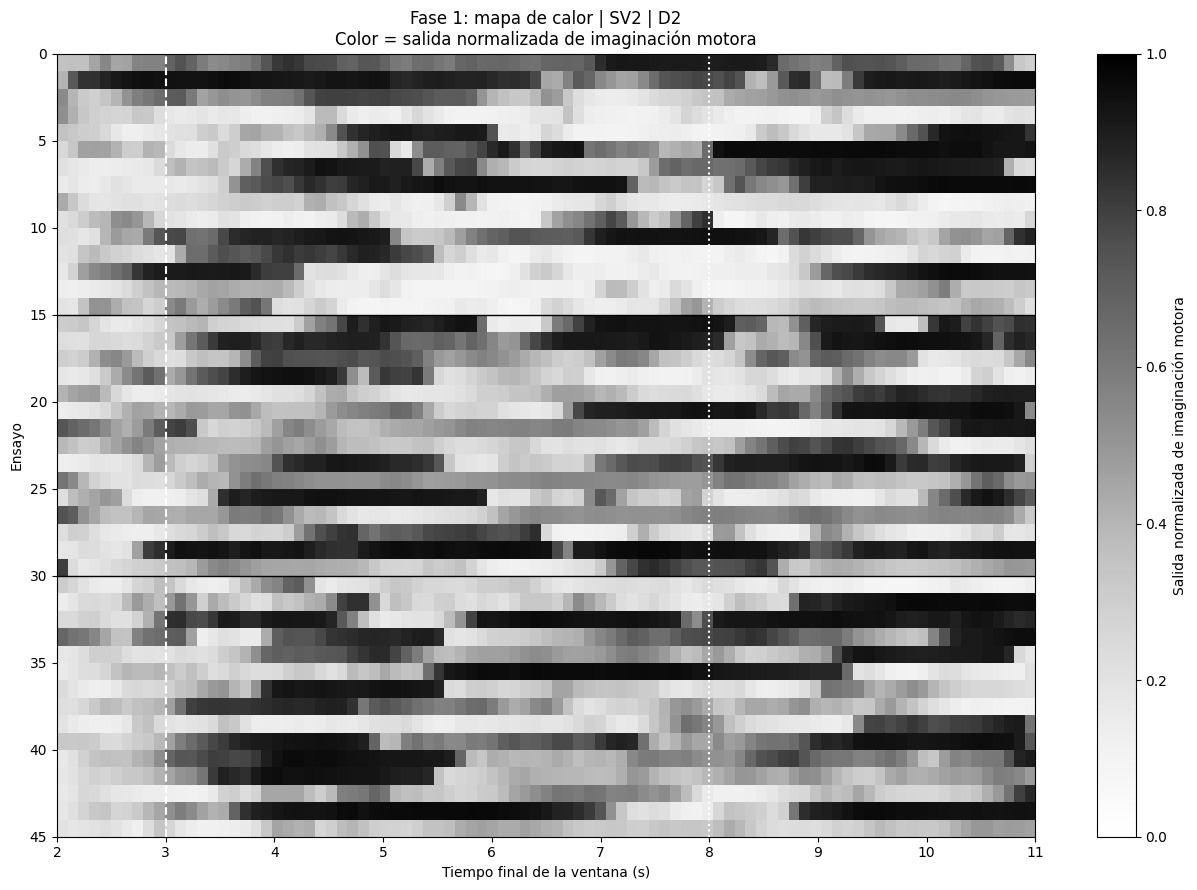 Fase 1: mapa de calor | SV2 | D2
Color = salida normalizada de imaginación motora
0
5
10
15
20
25
30
35
40
45
Ensayo
2 3 4 5 6 7 8 9 10 11
Tiempo final de la ventana (s)
1.0
0.8
0.6
0.4
0.2
0.0
Salida normalizada de imaginación motora